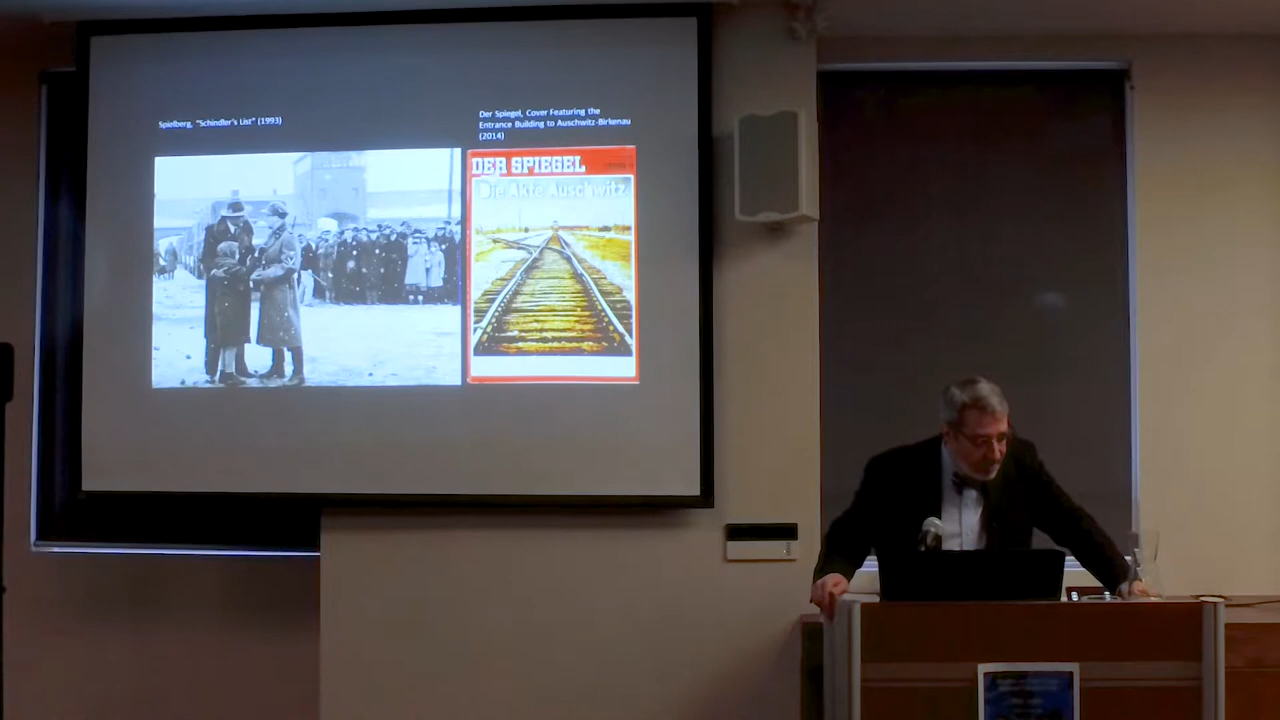 Spielberg, "Schindler's List" (1993)
Der Spiegel, Cover Featuring the
Entrance Building to Auschwitz-Birkenau
(2014)
DER SPIEGEL
Die Akte Auschwitz